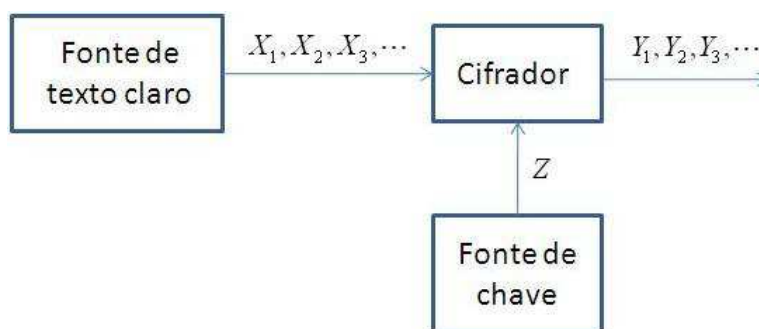 Fonte de
texto claro
X₁, X₂, X₃, ⋯
Cifrador
Y₁, Y₂, Y₃, ⋯
Z
Fonte de
chave